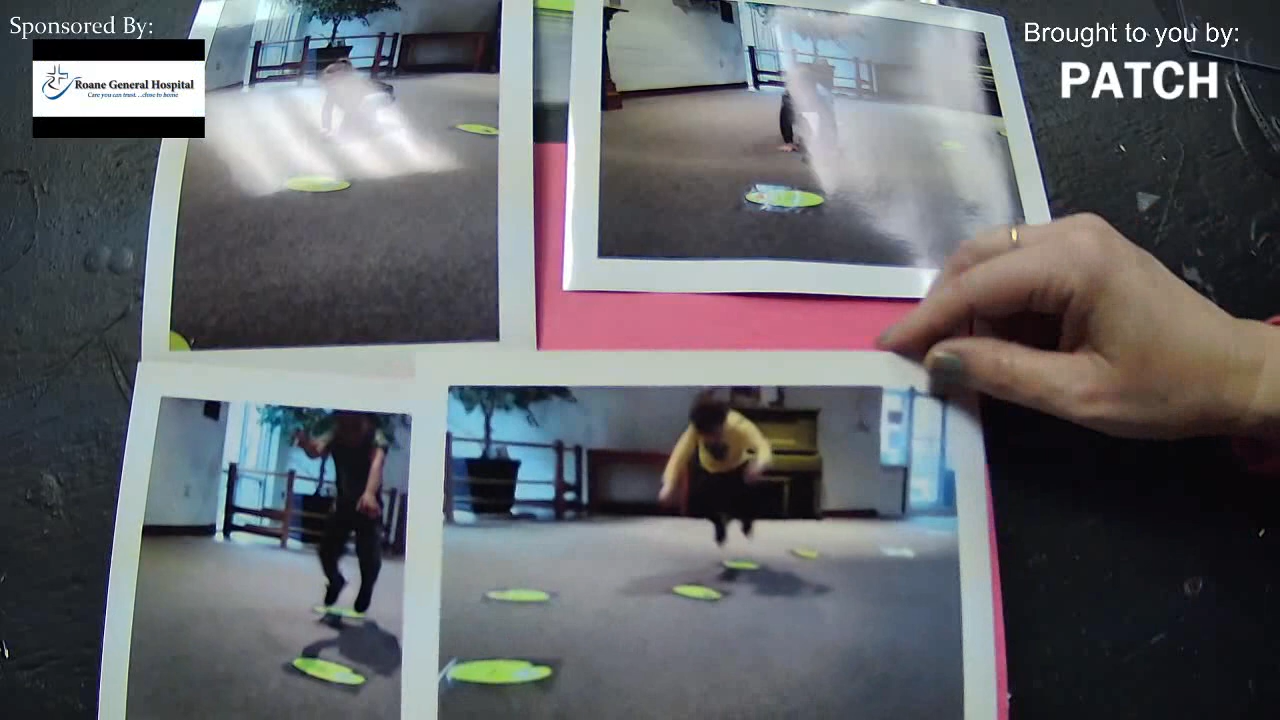 Sponsored By:
Roane General Hospital
Care you can trust. . .close to home
Brought to you by:
PATCH